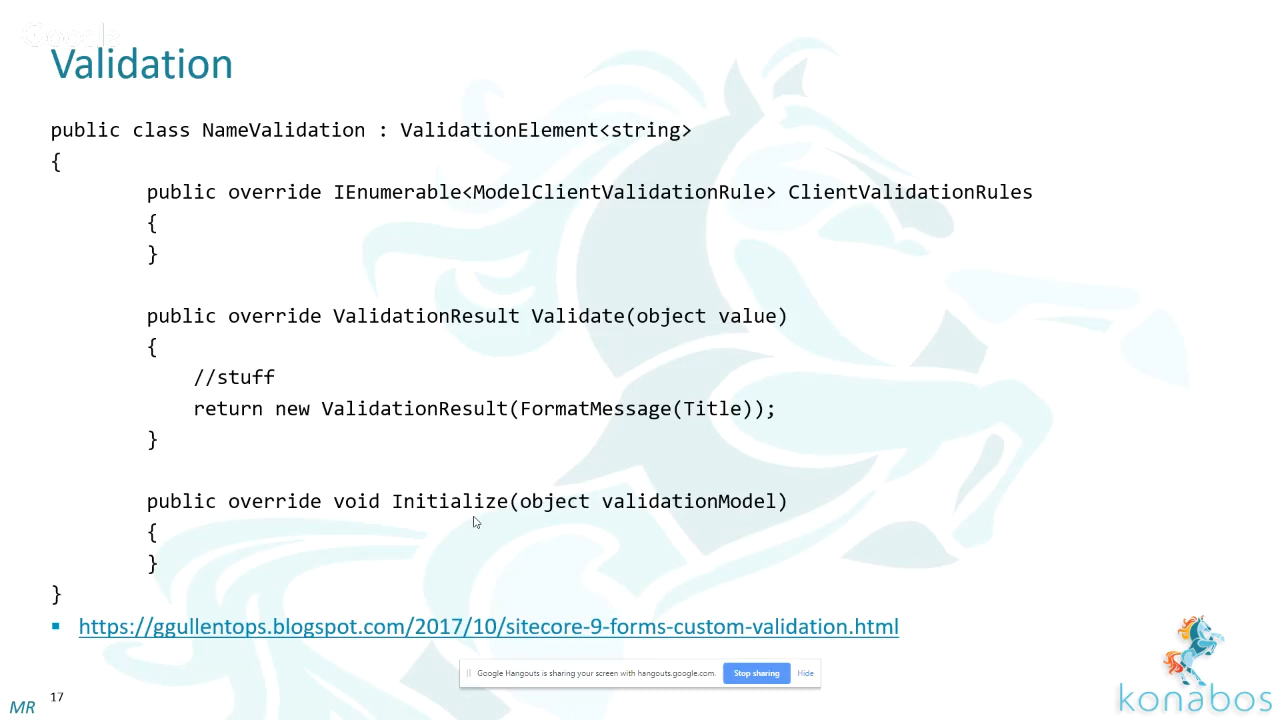 Google
Validation
public class NameValidation : ValidationElement<string>
{
public override IEnumerable<ModelClientValidationRule> ClientValidationRules
{
}
public override ValidationResult Validate(object value)
{
//stuff
return new ValidationResult(FormatMessage(Title));
}
public override void Initialize(object validationModel)
{
}
}
https://ggullentops.blogspot.com/2017/10/sitecore-9-forms-custom-validation.html
Google Hangouts is sharing your screen with hangouts.google.com. Stop sharing Hide
MR 17
konabos